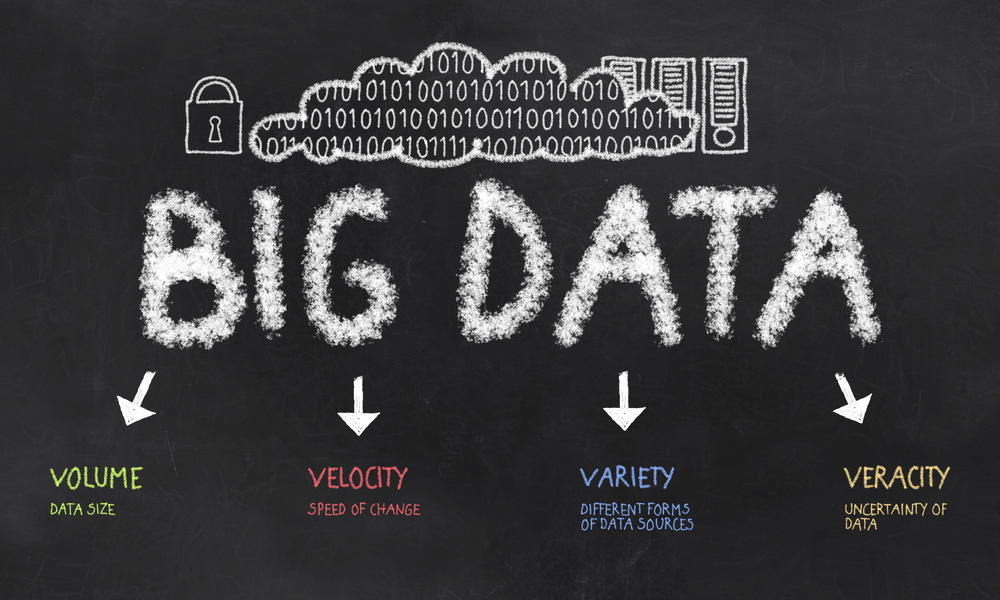 BIG DATA
VOLUME
DATA SIZE
VELOCITY
SPEED OF CHANGE
VARIETY
DIFFERENT FORMS
OF DATA SOURCES
VERACITY
UNCERTAINTY OF
DATA